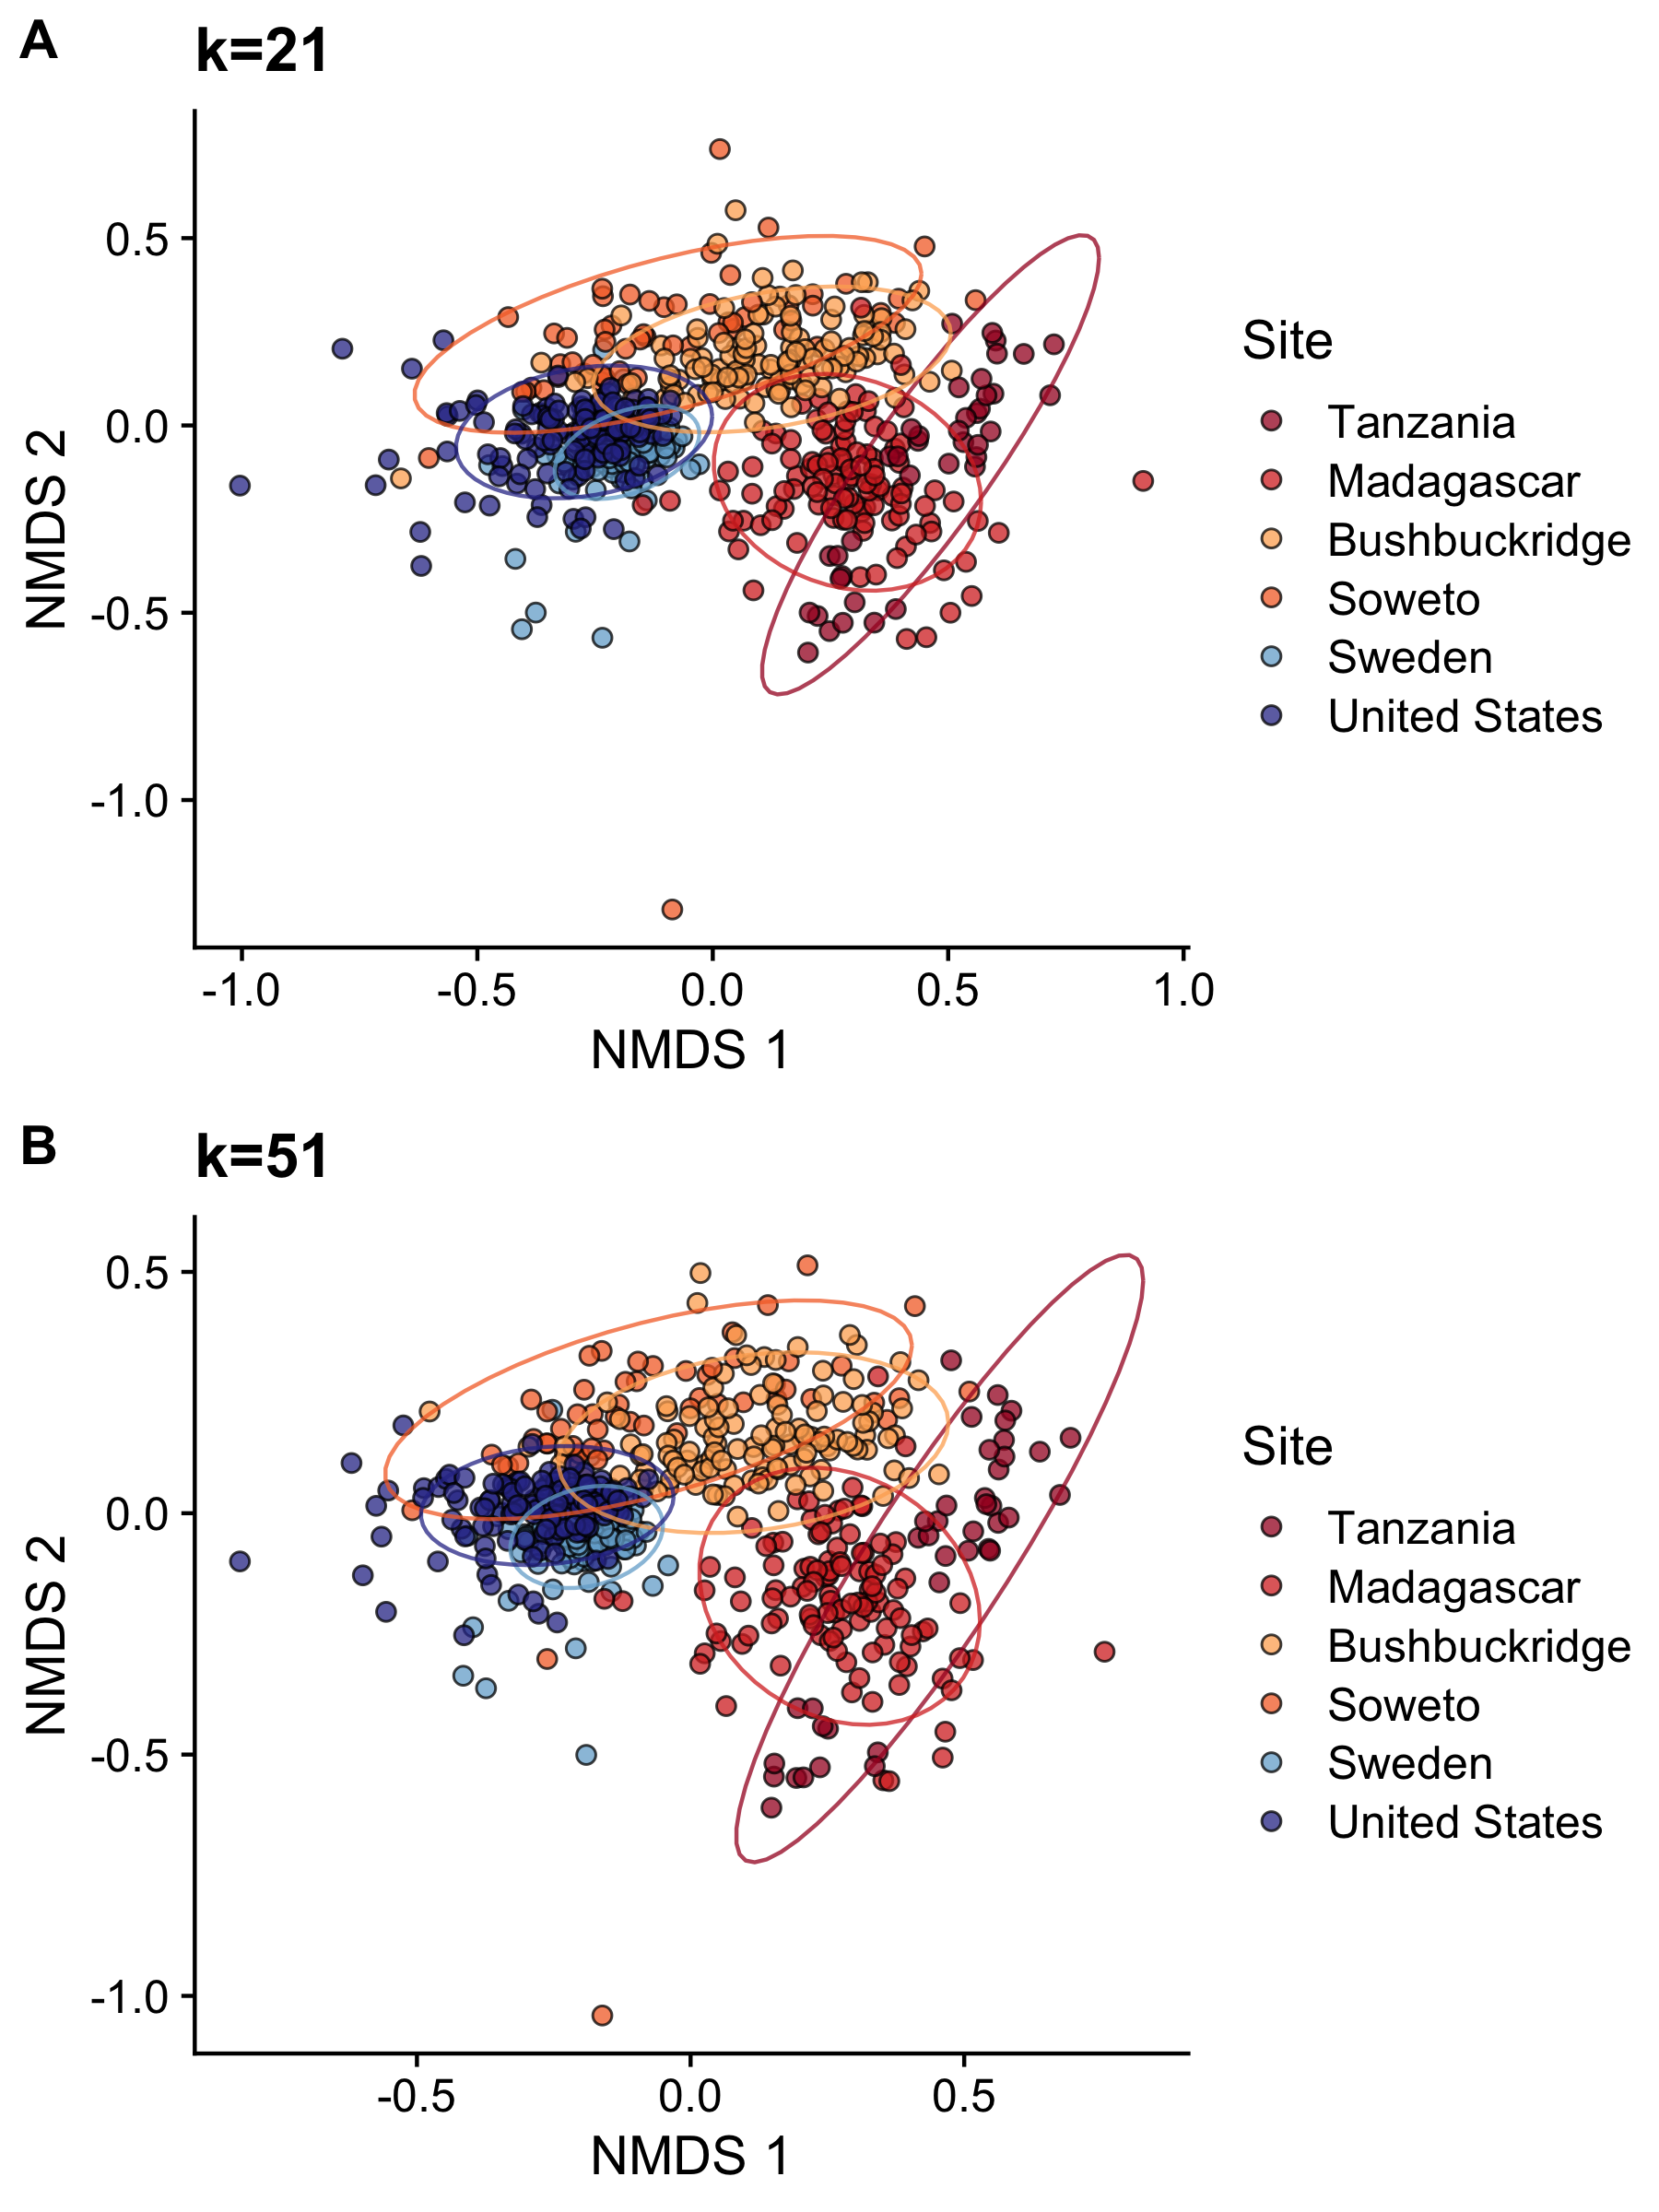 A
k=21
0.5
0.0
-0.5
-1.0
NMDS 2
-1.0 -0.5 0.0 0.5 1.0
NMDS 1
Site
Tanzania
Madagascar
Bushbuckridge
Soweto
Sweden
United States
B
k=51
0.5
0.0
-0.5
-1.0
NMDS 2
-0.5 0.0 0.5
NMDS 1
Site
Tanzania
Madagascar
Bushbuckridge
Soweto
Sweden
United States